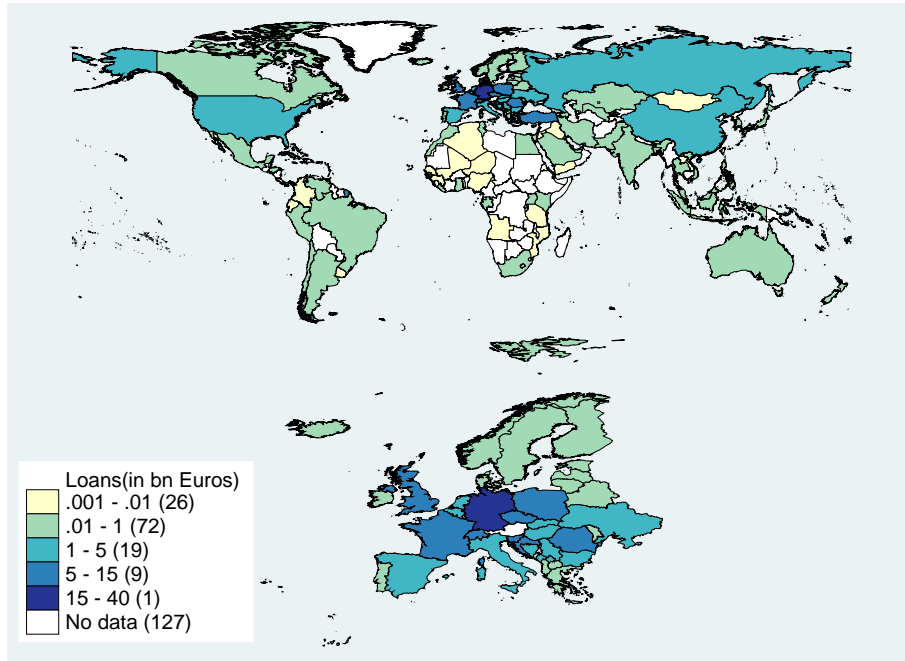 Loans(in bn Euros)
.001 - .01 (26)
.01 - 1 (72)
1 - 5 (19)
5 - 15 (9)
15 - 40 (1)
No data (127)